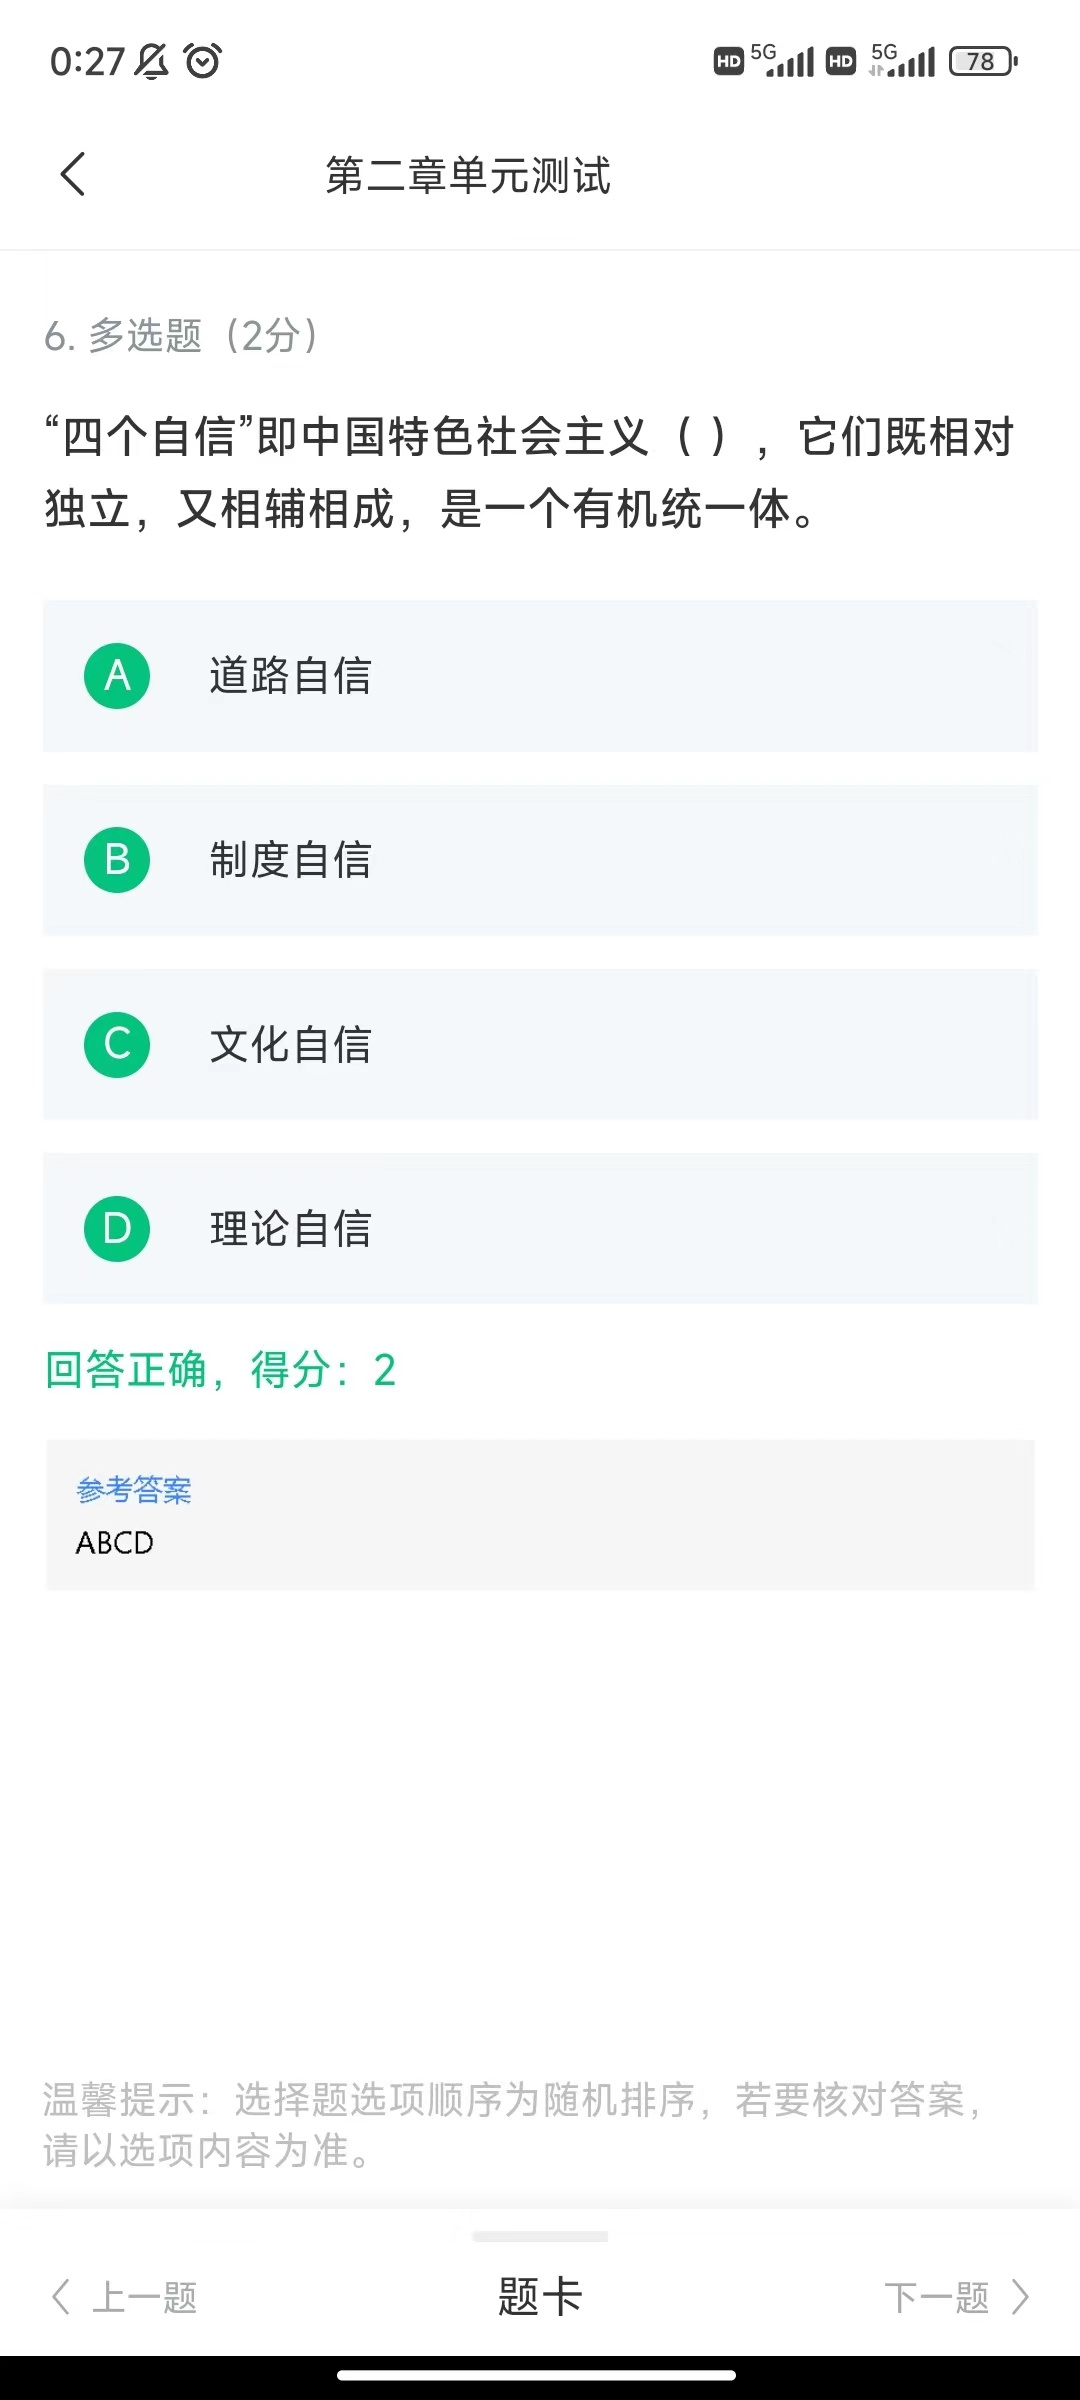 0:27 HD 5G HD 5G 78
第二章单元测试
6. 多选题（2分）
“四个自信”即中国特色社会主义（ ），它们既相对
独立，又相辅相成，是一个有机统一体。
A 道路自信
B 制度自信
C 文化自信
D 理论自信
回答正确，得分：2
参考答案
ABCD
温馨提示：选择题选项顺序为随机排序，若要核对答案，
请以选项内容为准。
上一题 题卡 下一题